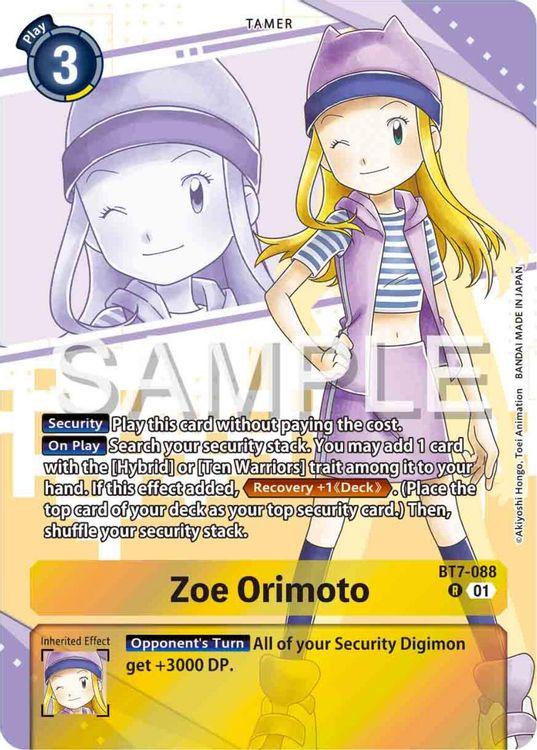 TAMER
Play
3
SAMPLE
Security Play this card without paying the cost.
On Play Search your security stack. You may add 1 card
with the [Hybrid] or [Ten Warriors] trait among it to your
hand. If this effect added, Recovery +1《Deck》. (Place the
top card of your deck as your top security card.) Then,
shuffle your security stack.
©Akiyoshi Hongo, Toei Animation BANDAI MADE IN JAPAN
BT7-088
Zoe Orimoto
R 01
Inherited Effect
Opponent's Turn All of your Security Digimon
get +3000 DP.